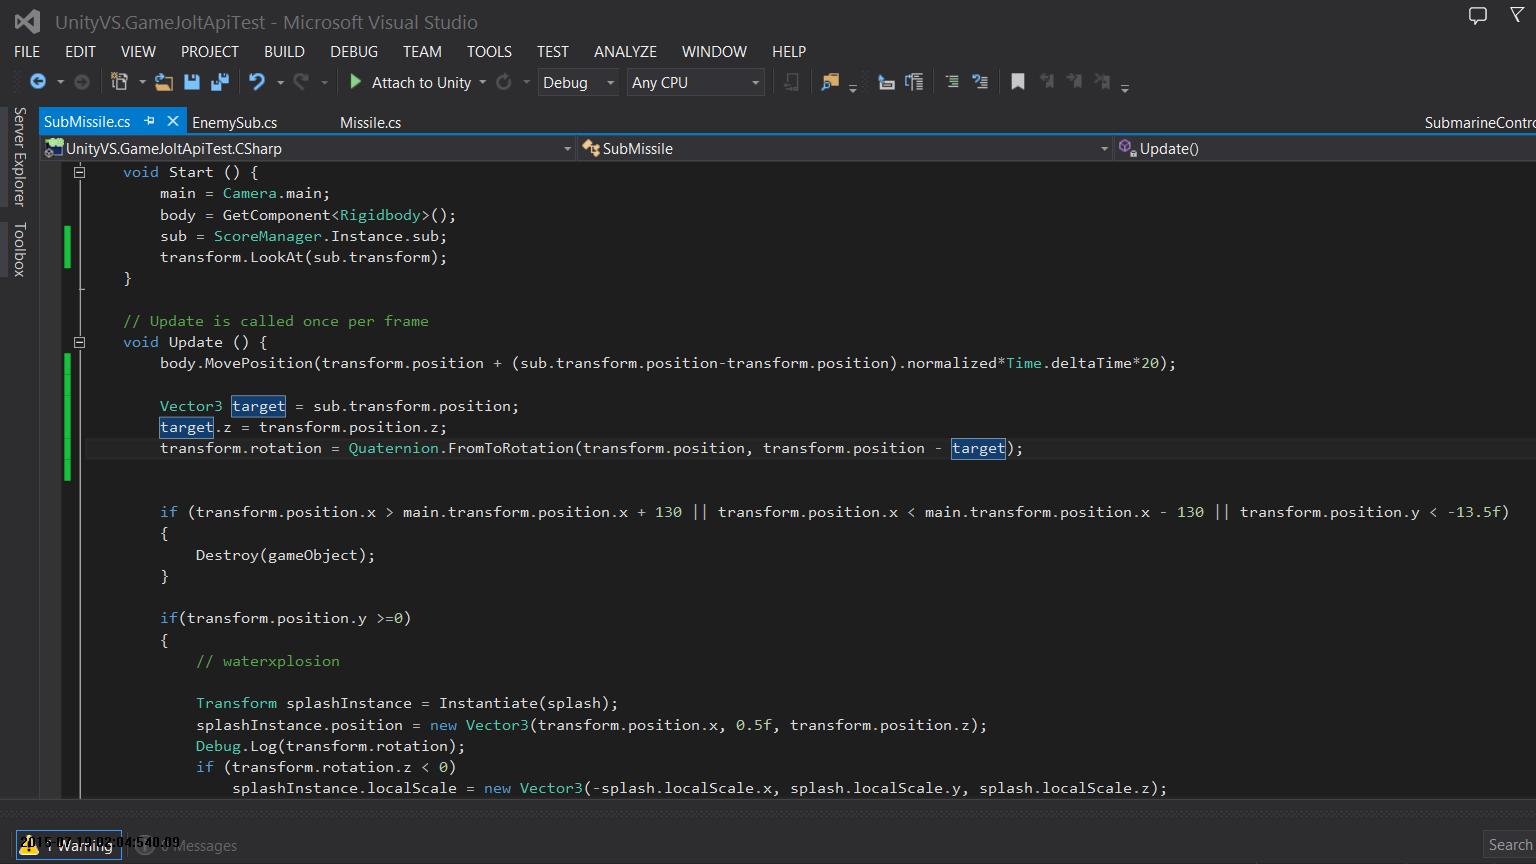 UnityVS.GameJoltApiTest - Microsoft Visual Studio
FILE EDIT VIEW PROJECT BUILD DEBUG TEAM TOOLS TEST ANALYZE WINDOW HELP
Attach to Unity Debug Any CPU
Server Explorer
Toolbox
SubMissile.cs EnemySub.cs Missile.cs SubmarineContro
UnityVS.GameJoltApiTest.CSharp SubMissile Update()
void Start () {
main = Camera.main;
body = GetComponent<Rigidbody>();
sub = ScoreManager.Instance.sub;
transform.LookAt(sub.transform);
}
// Update is called once per frame
void Update () {
body.MovePosition(transform.position + (sub.transform.position-transform.position).normalized*Time.deltaTime*20);
Vector3 target = sub.transform.position;
target.z = transform.position.z;
transform.rotation = Quaternion.FromToRotation(transform.position, transform.position - target);
if (transform.position.x > main.transform.position.x + 130 || transform.position.x < main.transform.position.x - 130 || transform.position.y < -13.5f)
{
Destroy(gameObject);
}
if(transform.position.y >=0)
{
// waterxplosion
Transform splashInstance = Instantiate(splash);
splashInstance.position = new Vector3(transform.position.x, 0.5f, transform.position.z);
Debug.Log(transform.rotation);
if (transform.rotation.z < 0)
splashInstance.localScale = new Vector3(-splash.localScale.x, splash.localScale.y, splash.localScale.z);
1 Warning 0 Messages Search